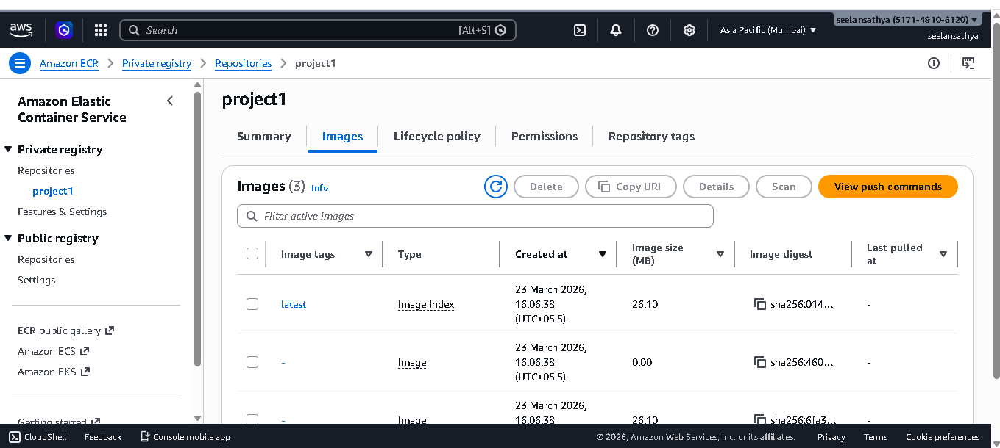 aws
Search
[Alt+S]
Asia Pacific (Mumbai)
seelansathya (5171-4910-6120)
seelansathya
Amazon ECR
Private registry
Repositories
project1
Amazon Elastic
Container Service
Private registry
Repositories
project1
Features & Settings
Public registry
Repositories
Settings
ECR public gallery
Amazon ECS
Amazon EKS
Getting started
project1
Summary
Images
Lifecycle policy
Permissions
Repository tags
Images (3) Info
Delete
Copy URI
Details
Scan
View push commands
Filter active images
Image tags
Type
Created at
Image size
(MB)
Image digest
Last pulled
at
latest
Image Index
23 March 2026,
16:06:38
(UTC+05.5)
26.10
sha256:014...
-
-
Image
23 March 2026,
16:06:38
(UTC+05.5)
0.00
sha256:460...
-
-
Image
23 March 2026,
16:06:38
26.10
sha256:6fa3...
-
CloudShell
Feedback
Console mobile app
© 2026, Amazon Web Services, Inc. or its affiliates.
Privacy
Terms
Cookie preferences